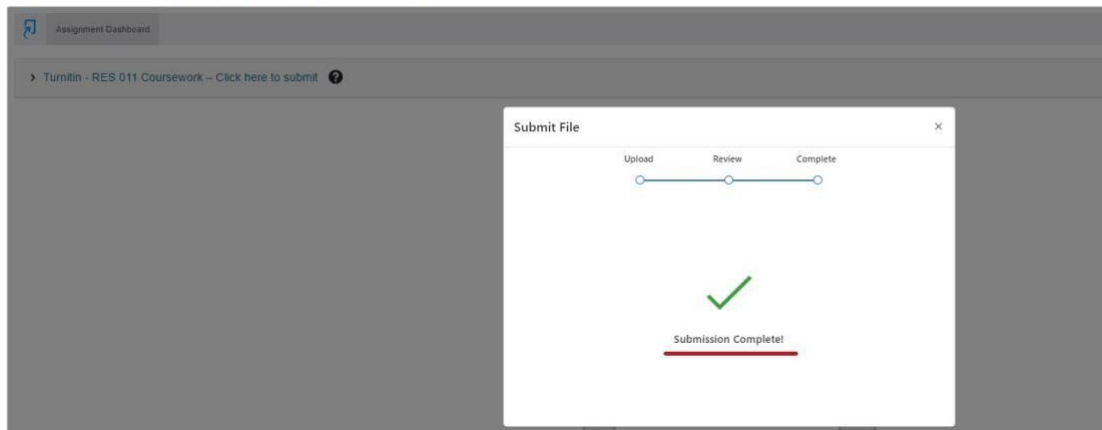 Assignment Dashboard
› Turnitin - RES 011 Coursework – Click here to submit ?
Submit File ×
Upload Review Complete
Submission Complete!